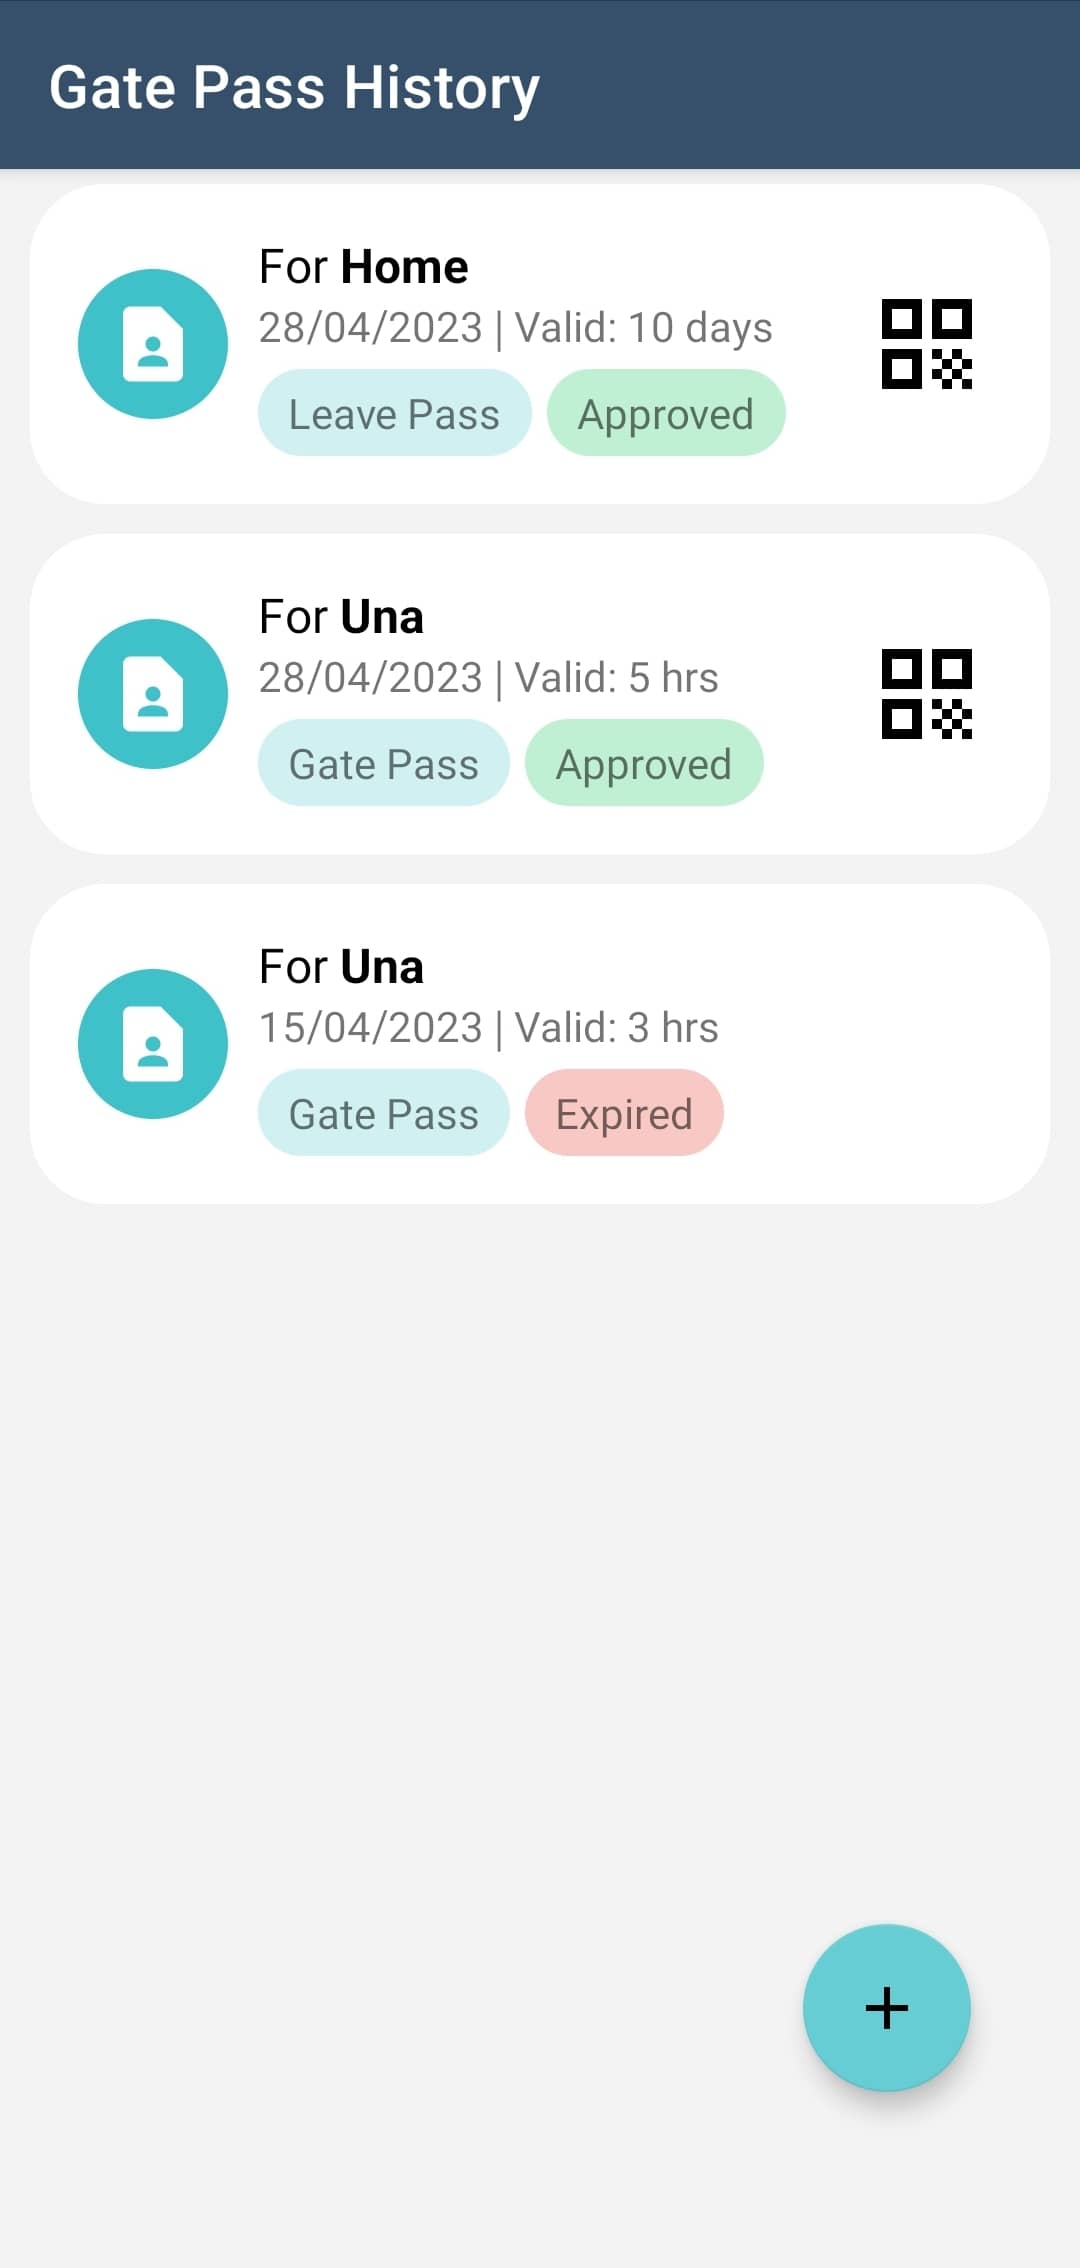 Gate Pass History
For Home
28/04/2023 | Valid: 10 days
Leave Pass Approved
For Una
28/04/2023 | Valid: 5 hrs
Gate Pass Approved
For Una
15/04/2023 | Valid: 3 hrs
Gate Pass Expired
+